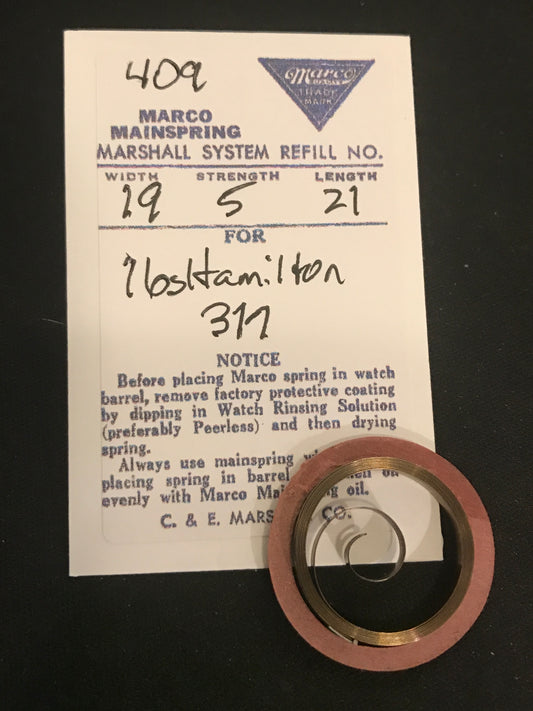 409
Marco
TRADE
MARK
MARCO
MAINSPRING
MARSHALL SYSTEM REFILL NO.
WIDTH STRENGTH LENGTH
19 5 21
FOR
16s Hamilton
317
NOTICE
Before placing Marco spring in watch
barrel, remove factory protective coating
by dipping in Watch Rinsing Solution
(preferably Peerless) and then drying
spring.
Always use mainspring
placing spring in barrel
evenly with Marco oil.
C. & E. CO.